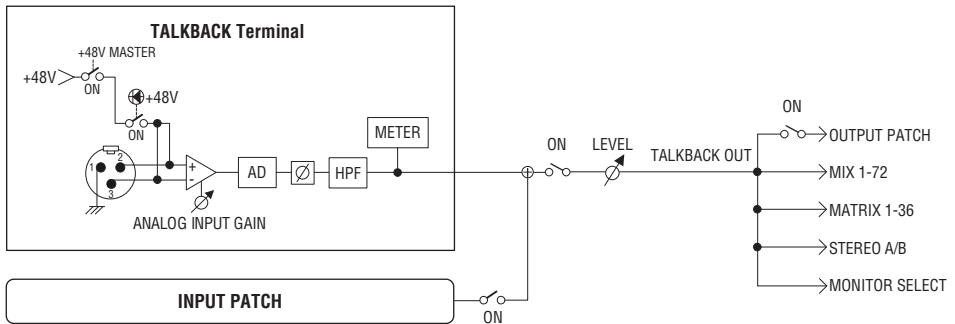 TALKBACK Terminal
+48V MASTER
+48V
ON
+48V
ON
1
2
3
+
-
ANALOG INPUT GAIN
AD
Ø
HPF
METER
+
ON
LEVEL
TALKBACK OUT
ON
OUTPUT PATCH
MIX 1-72
MATRIX 1-36
STEREO A/B
MONITOR SELECT
INPUT PATCH
ON